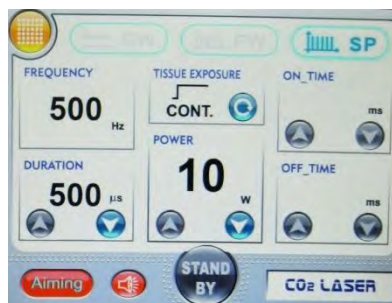 SP
FREQUENCY
500 Hz
TISSUE EXPOSURE
CONT.
ON_TIME
ms
DURATION
500 µs
POWER
10 W
OFF_TIME
ms
Aiming
STAND
BY
CO2 LASER